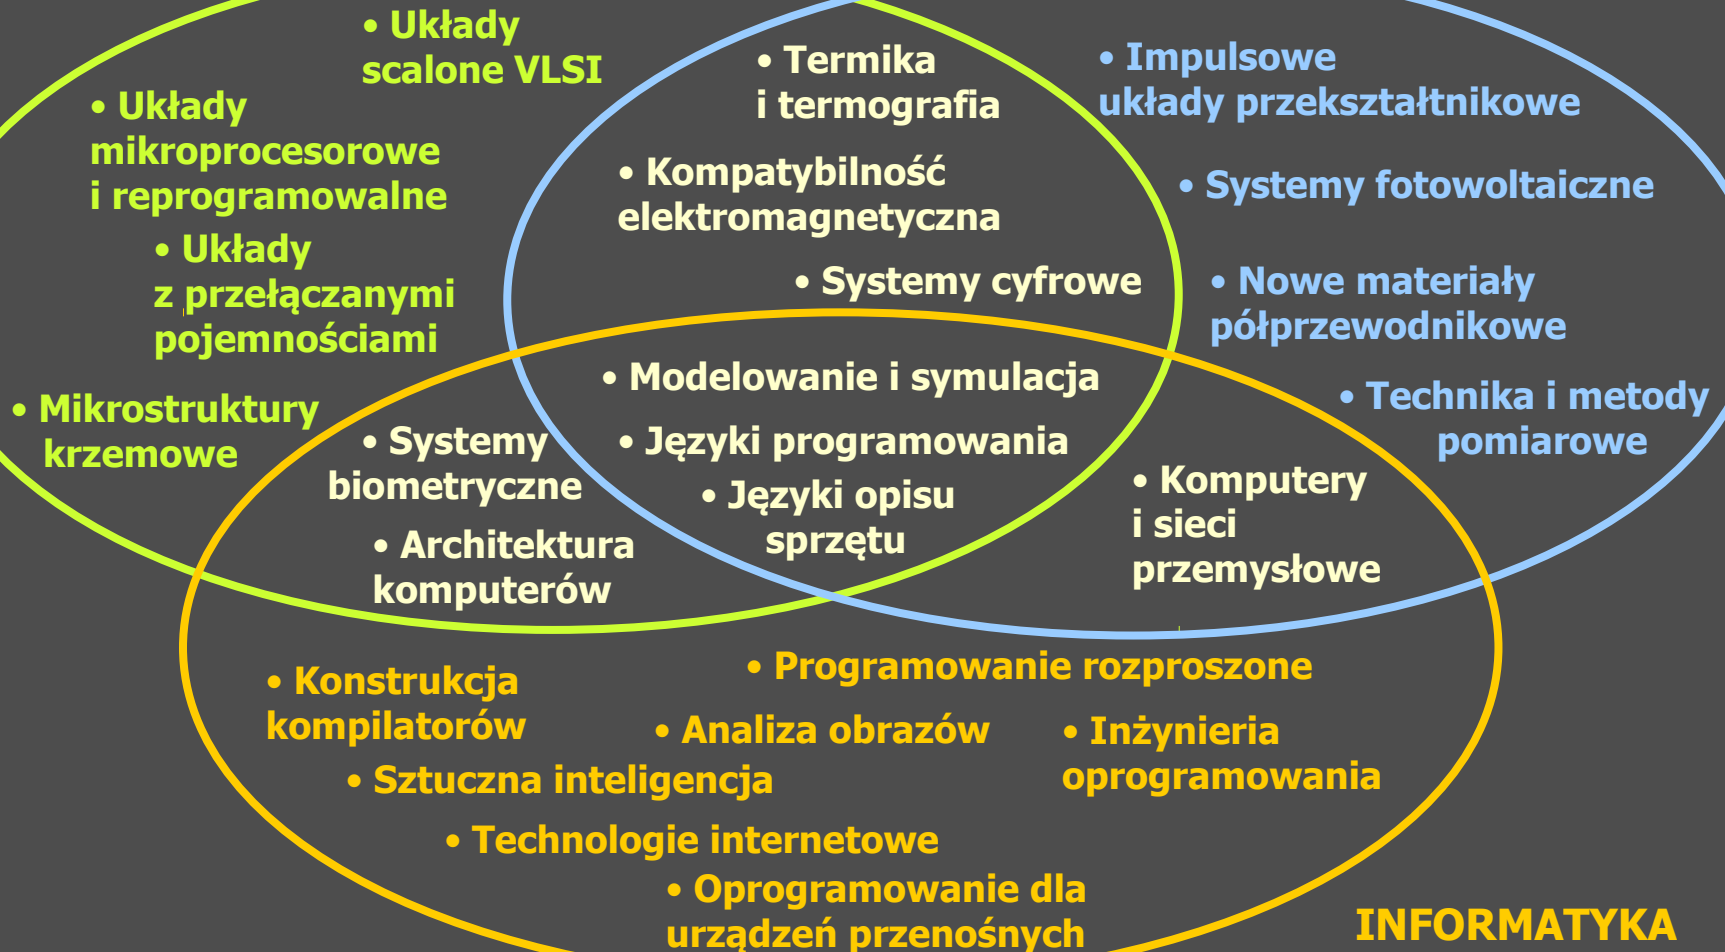 • Układy
scalone VLSI
• Układy
mikroprocesorowe
i reprogramowalne
• Układy
z przełączanymi
pojemnościami
• Mikrostruktury
krzemowe
• Termika
i termografia
• Kompatybilność
elektromagnetyczna
• Systemy cyfrowe
• Impulsowe
układy przekształtnikowe
• Systemy fotowoltaiczne
• Nowe materiały
półprzewodnikowe
• Technika i metody
pomiarowe
• Modelowanie i symulacja
• Języki programowania
• Języki opisu
sprzętu
• Systemy
biometryczne
• Architektura
komputerów
• Komputery
i sieci
przemysłowe
• Konstrukcja
kompilatorów
• Programowanie rozproszone
• Analiza obrazów
• Inżynieria
oprogramowania
• Sztuczna inteligencja
• Technologie internetowe
• Oprogramowanie dla
urządzeń przenośnych
INFORMATYKA